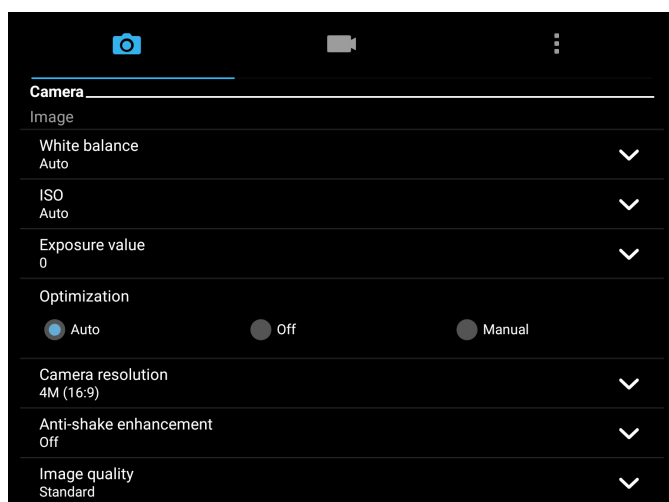 Camera
Image
White balance
Auto
ISO
Auto
Exposure value
0
Optimization
Auto Off Manual
Camera resolution
4M (16:9)
Anti-shake enhancement
Off
Image quality
Standard